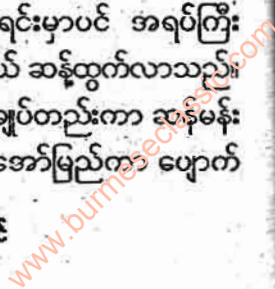 ရင်းမှာပင် အရပ်ကြီး
ယ် ဆန့်ထွက်လာသည်။
ချုပ်တည်းကာ ဆန်မန်း
အော်မြည်ကာ ပျောက်
www.burmeseclassic.com